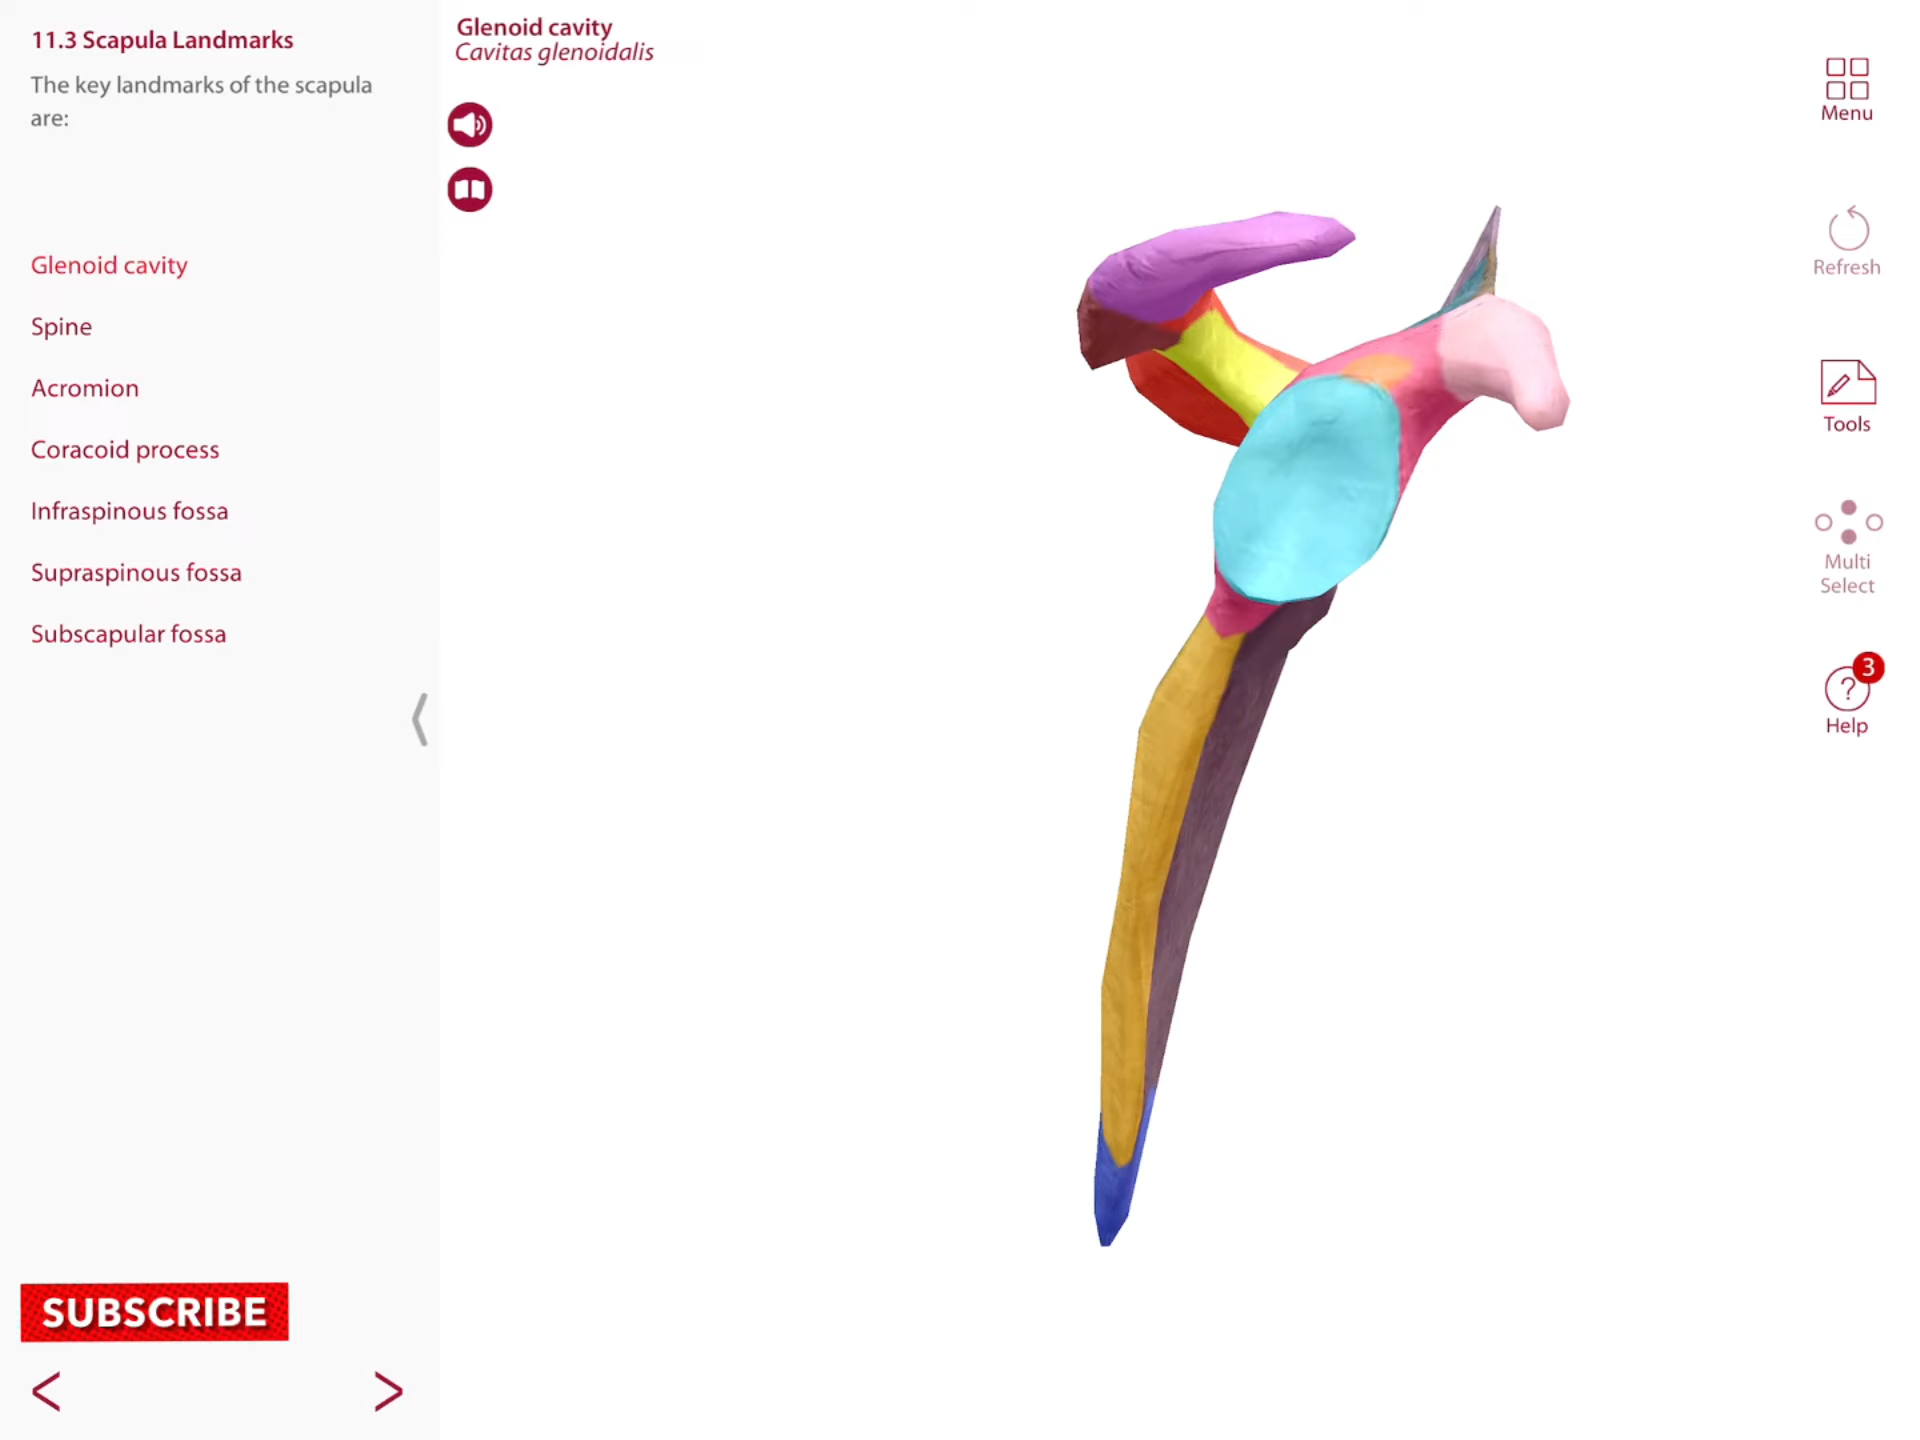 11.3 Scapula Landmarks
The key landmarks of the scapula
are:
Glenoid cavity
Spine
Acromion
Coracoid process
Infraspinous fossa
Supraspinous fossa
Subscapular fossa
SUBSCRIBE
Glenoid cavity
Cavitas glenoidalis
Menu
Refresh
Tools
Multi
Select
3
?
Help